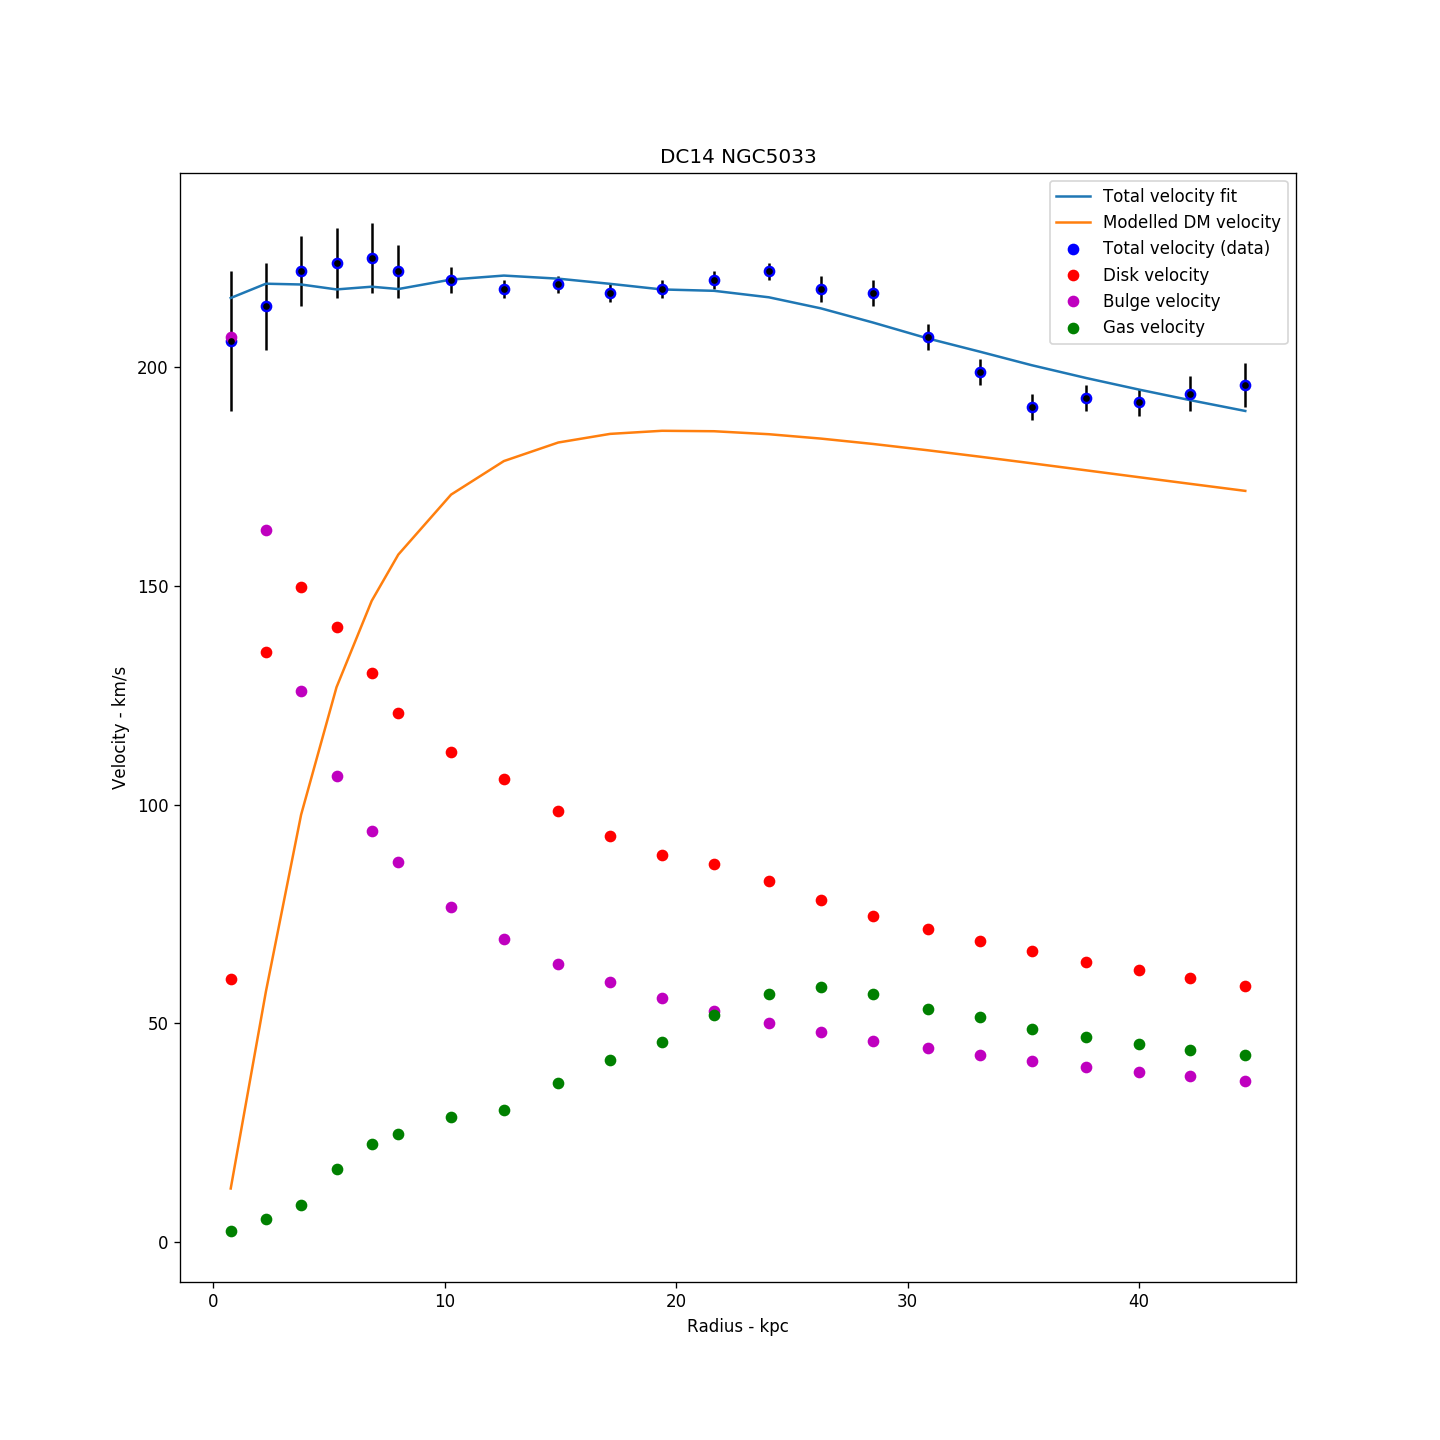 DC14 NGC5033
Total velocity fit
Modelled DM velocity
Total velocity (data)
Disk velocity
Bulge velocity
Gas velocity
200
150
100
50
0
Velocity - km/s
0 10 20 30 40
Radius - kpc